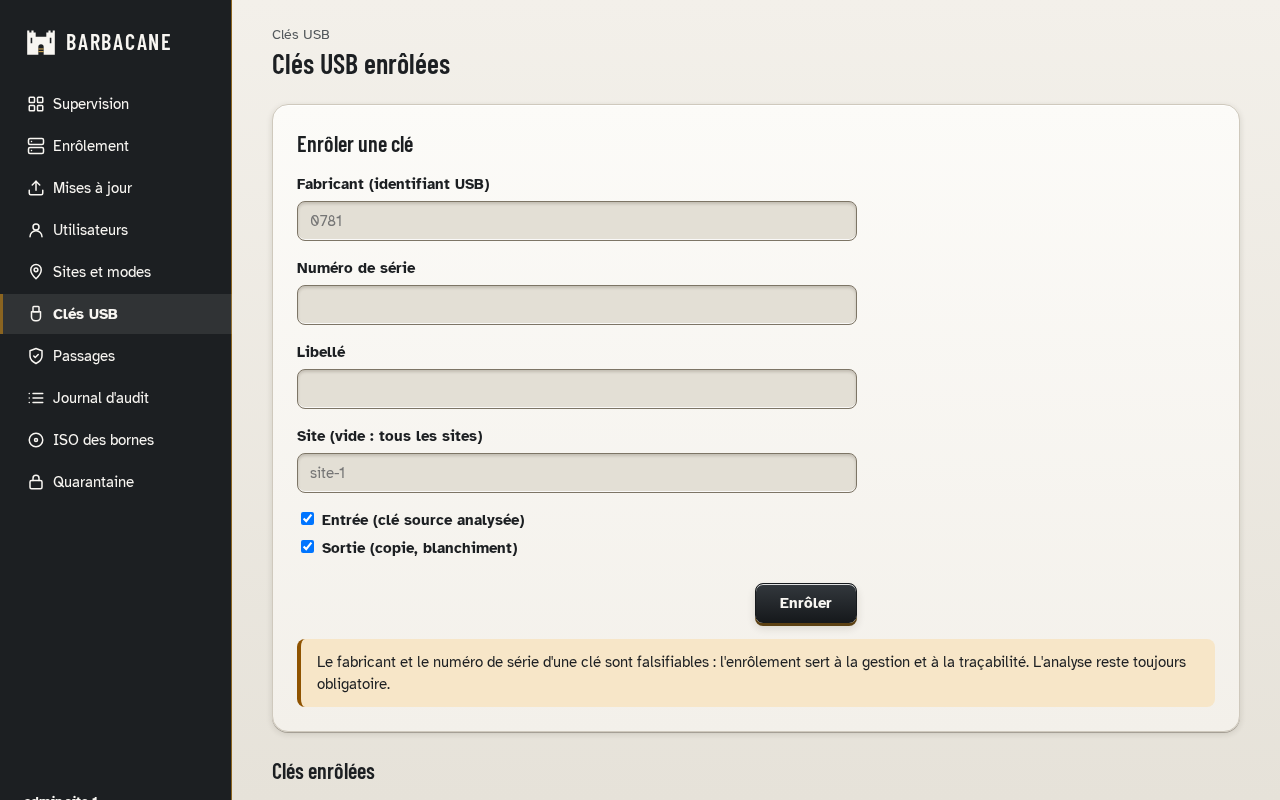 BARBACANE
Supervision
Enrôlement
Mises à jour
Utilisateurs
Sites et modes
Clés USB
Passages
Journal d'audit
ISO des bornes
Quarantaine
Clés USB
Clés USB enrôlées
Enrôler une clé
Fabricant (identifiant USB)
0781
Numéro de série
Libellé
Site (vide : tous les sites)
site-1
Entrée (clé source analysée)
Sortie (copie, blanchiment)
Enrôler
Le fabricant et le numéro de série d'une clé sont falsifiables : l'enrôlement sert à la gestion et à la traçabilité. L'analyse reste toujours
obligatoire.
Clés enrôlées